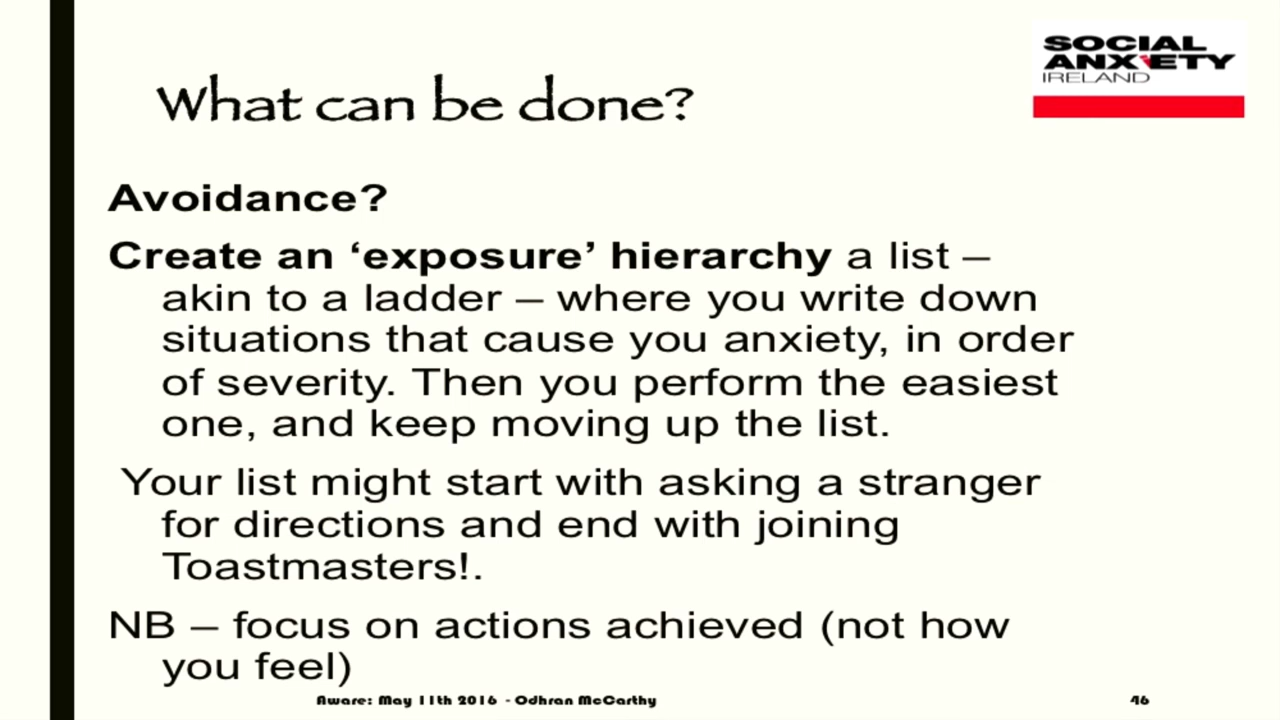 SOCIAL
ANXIETY
IRELAND
What can be done?
Avoidance?
Create an ‘exposure’ hierarchy a list –
akin to a ladder – where you write down
situations that cause you anxiety, in order
of severity. Then you perform the easiest
one, and keep moving up the list.
Your list might start with asking a stranger
for directions and end with joining
Toastmasters!.
NB – focus on actions achieved (not how
you feel)
Aware: May 11th 2016 - Odhran McCarthy 46